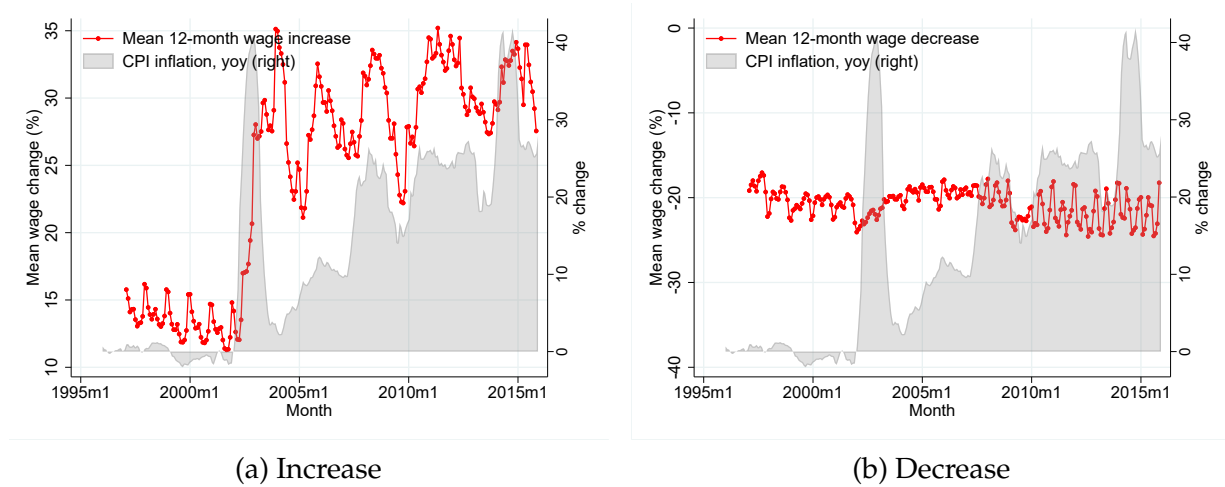 Mean wage change (%)
35
30
25
20
15
10
Mean 12-month wage increase
CPI inflation, yoy (right)
40
30
20
10
0
% change
1995m1 2000m1 2005m1 2010m1 2015m1
Month
(a) Increase
Mean wage change (%)
0
-10
-20
-30
-40
Mean 12-month wage decrease
CPI inflation, yoy (right)
40
30
20
10
0
% change
1995m1 2000m1 2005m1 2010m1 2015m1
Month
(b) Decrease